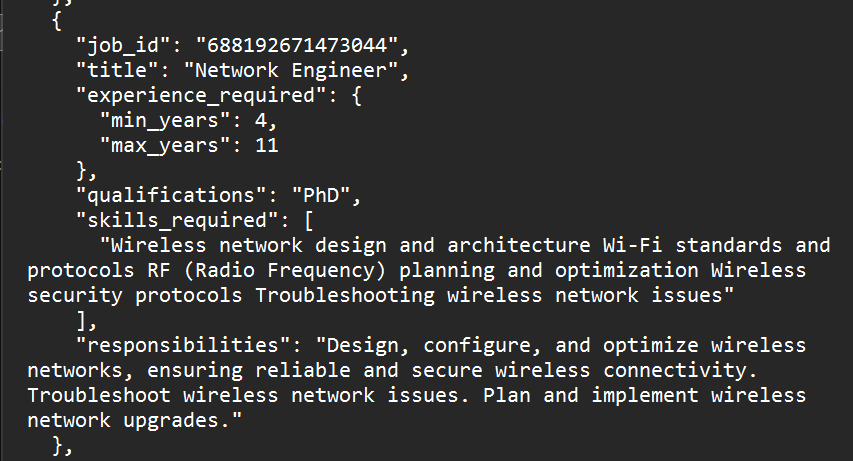 },
{
"job_id": "688192671473044",
"title": "Network Engineer",
"experience_required": {
"min_years": 4,
"max_years": 11
},
"qualifications": "PhD",
"skills_required": [
"Wireless network design and architecture Wi-Fi standards and
protocols RF (Radio Frequency) planning and optimization Wireless
security protocols Troubleshooting wireless network issues"
],
"responsibilities": "Design, configure, and optimize wireless
networks, ensuring reliable and secure wireless connectivity.
Troubleshoot wireless network issues. Plan and implement wireless
network upgrades."
},